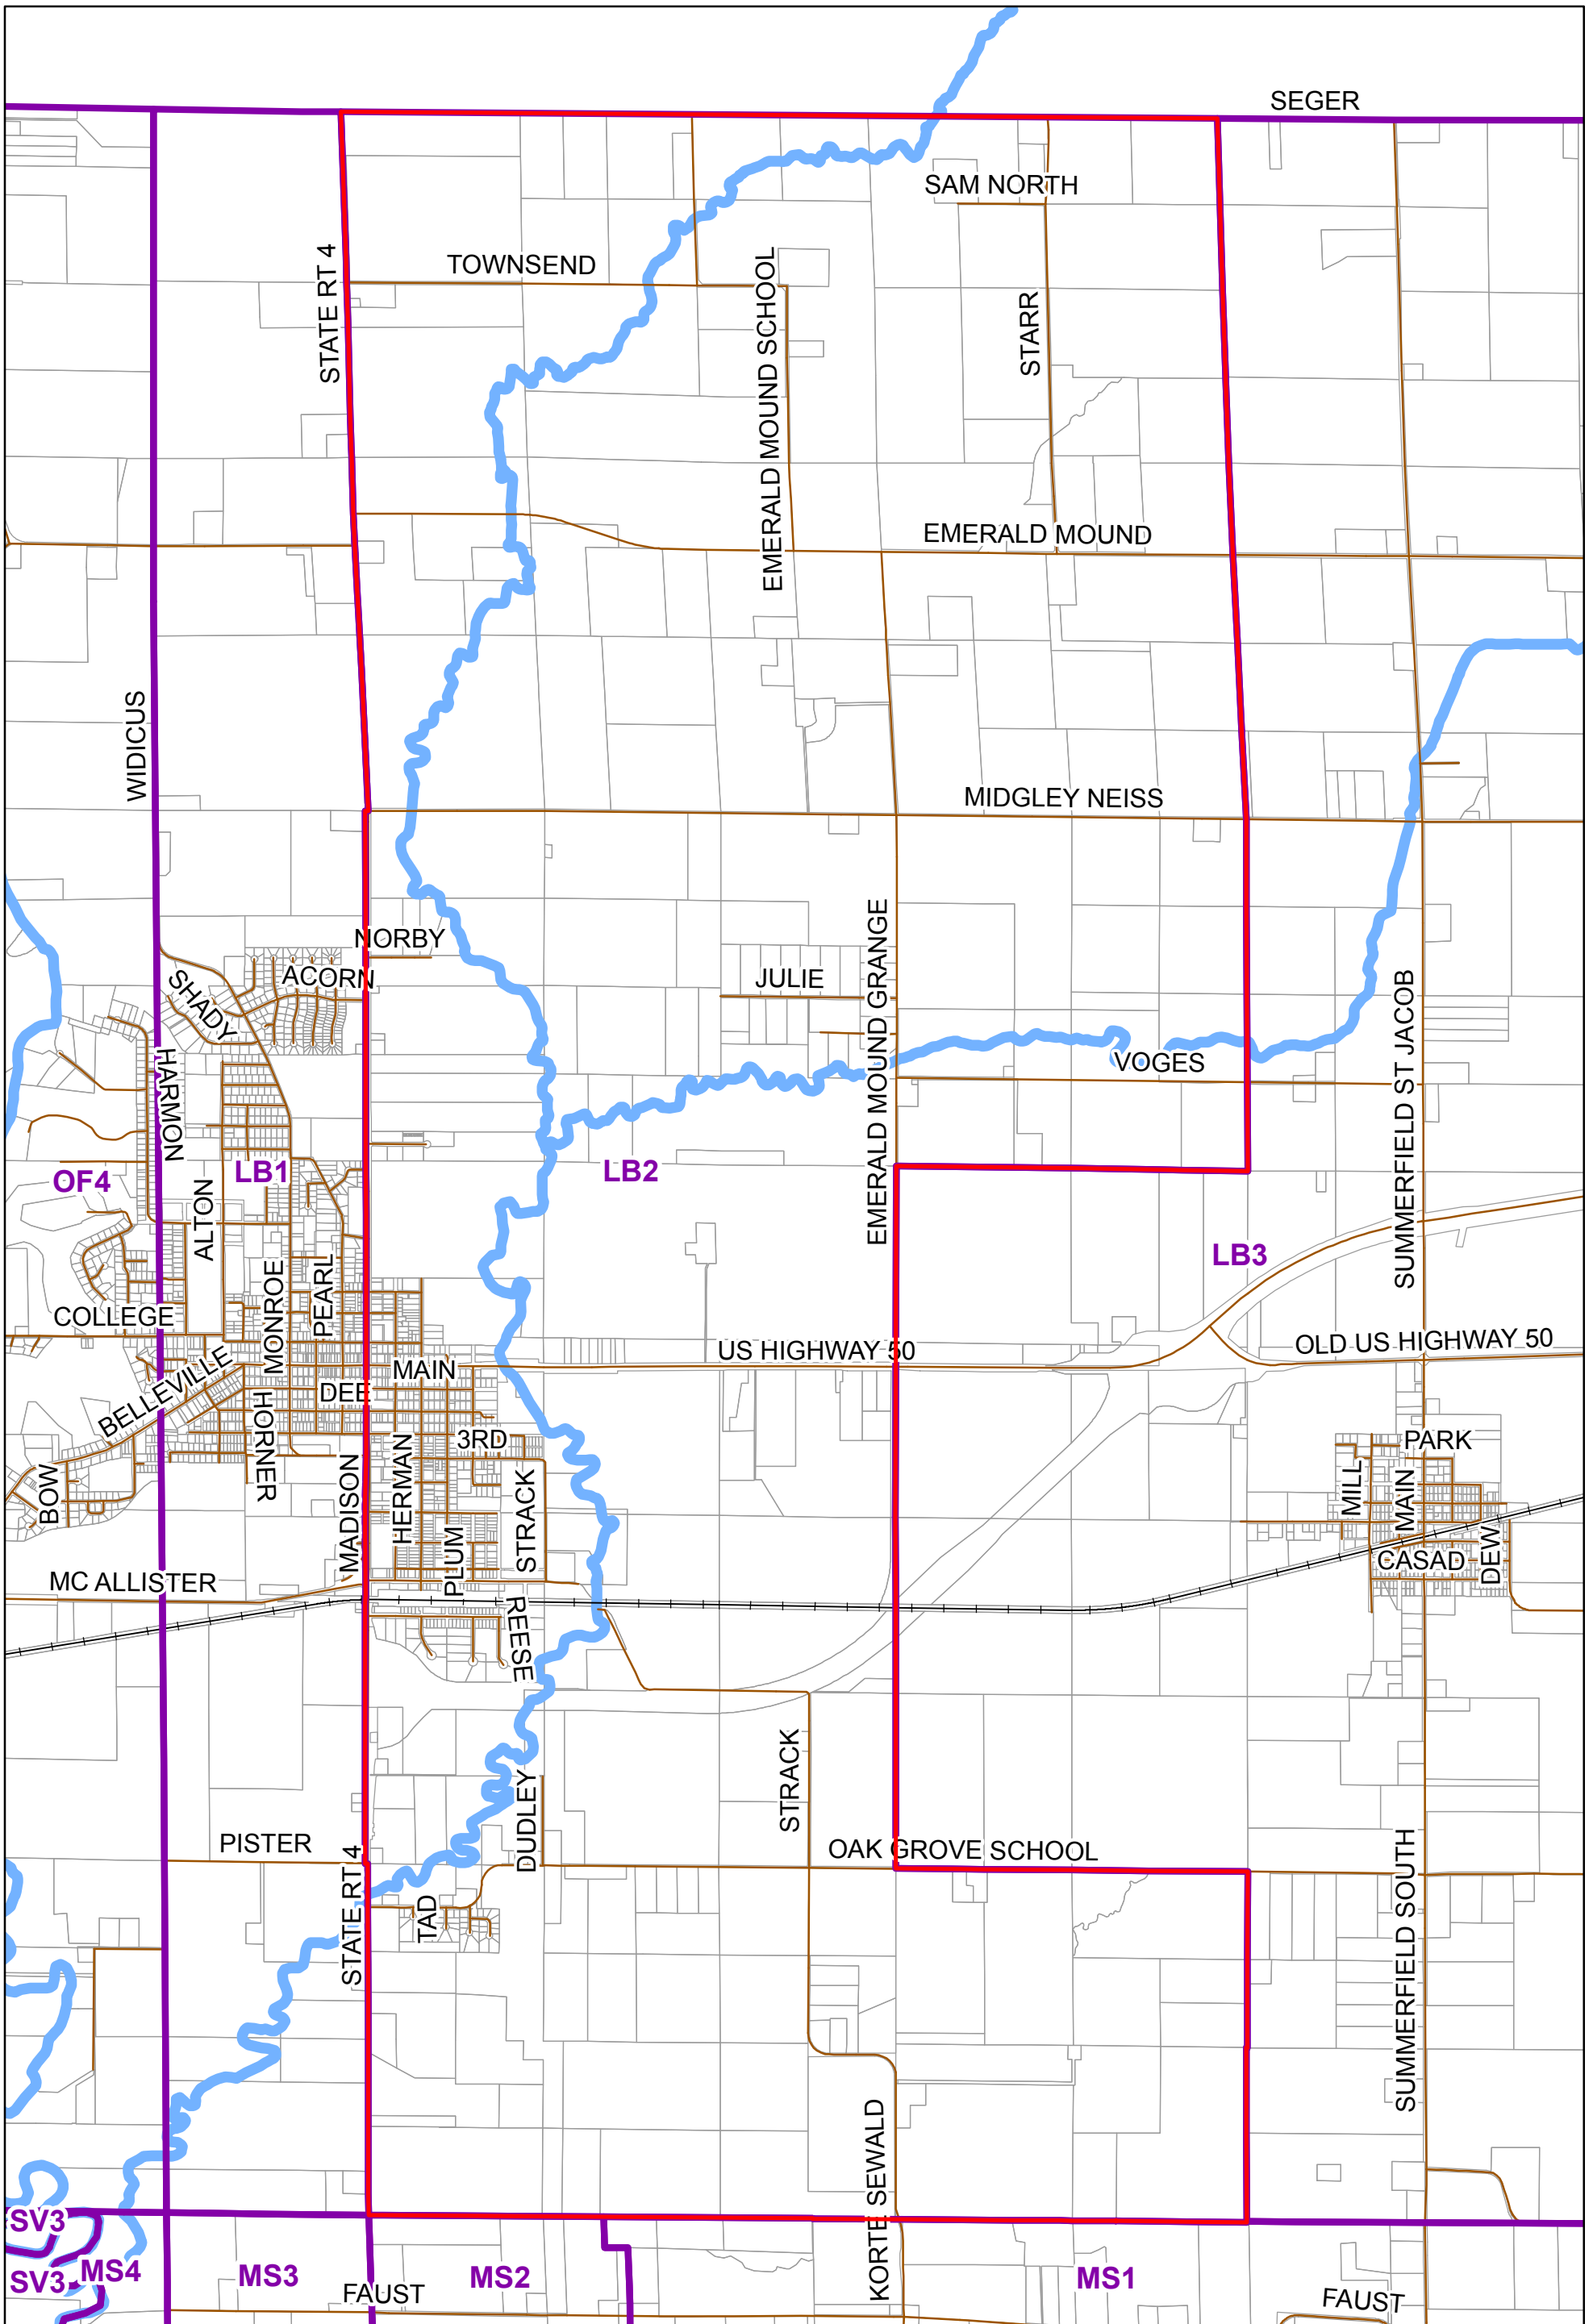 SEGER
SAM NORTH
STATE RT 4
TOWNSEND
EMERALD MOUND SCHOOL
STARR
EMERALD MOUND
WIDICUS
MIDGLEY NEISS
NORBY
ACORN
SHADY
JULIE
EMERALD MOUND GRANGE
SUMMERFIELD ST JACOB
HARMON
VOGES
OF4
LB1
LB2
ALTON
LB3
MONROE
PEARL
COLLEGE
US HIGHWAY 50
OLD US HIGHWAY 50
MAIN
BELLEVILLE
DEE
HORNER
3RD
PARK
BOW
MADISON
HERMAN
PLUM
STRACK
MILL
MAIN
DEW
CASAD
MC ALLISTER
REESE
STRACK
DUDLEY
PISTER
OAK GROVE SCHOOL
STATE RT 4
TAD
SUMMERFIELD SOUTH
KORTE SEWALD
SV3
SV3
MS4
MS3
MS2
MS1
FAUST
FAUST